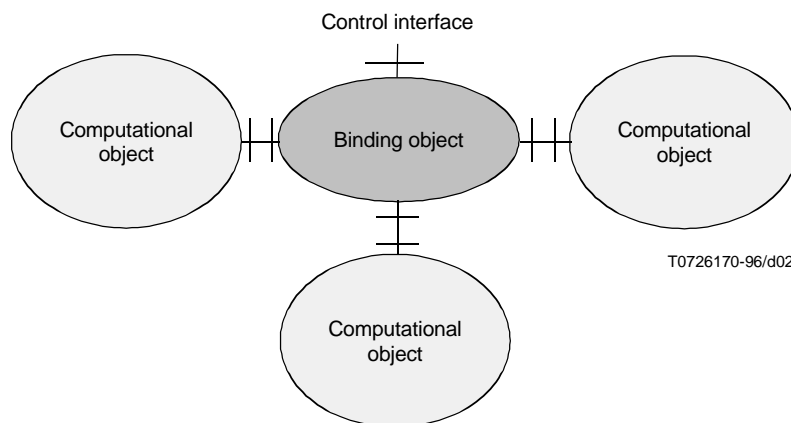 Control interface
Computational
object
Binding object
Computational
object
T0726170-96/d02
Computational
object